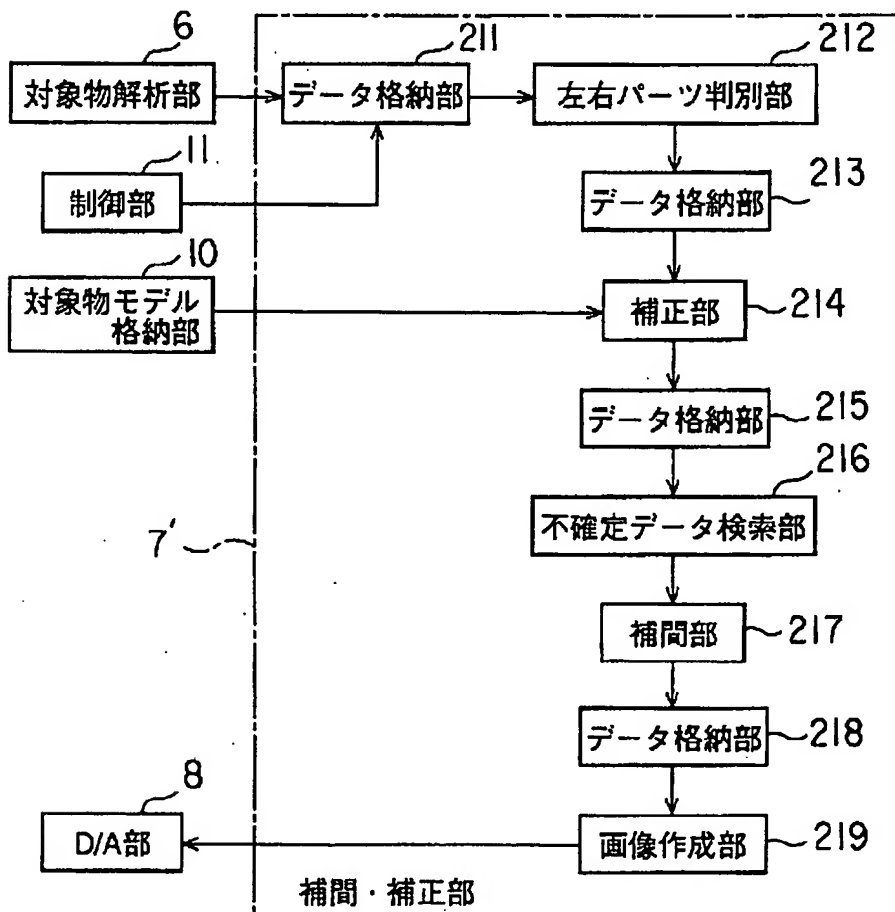 6
対象物解析部
211
データ格納部
212
左右パーツ判別部
11
制御部
213
データ格納部
10
対象物モデル
格納部
補正部
214
データ格納部
215
216
不確定データ検索部
7'
補間部
217
データ格納部
218
8
D/A部
画像作成部
219
補間・補正部